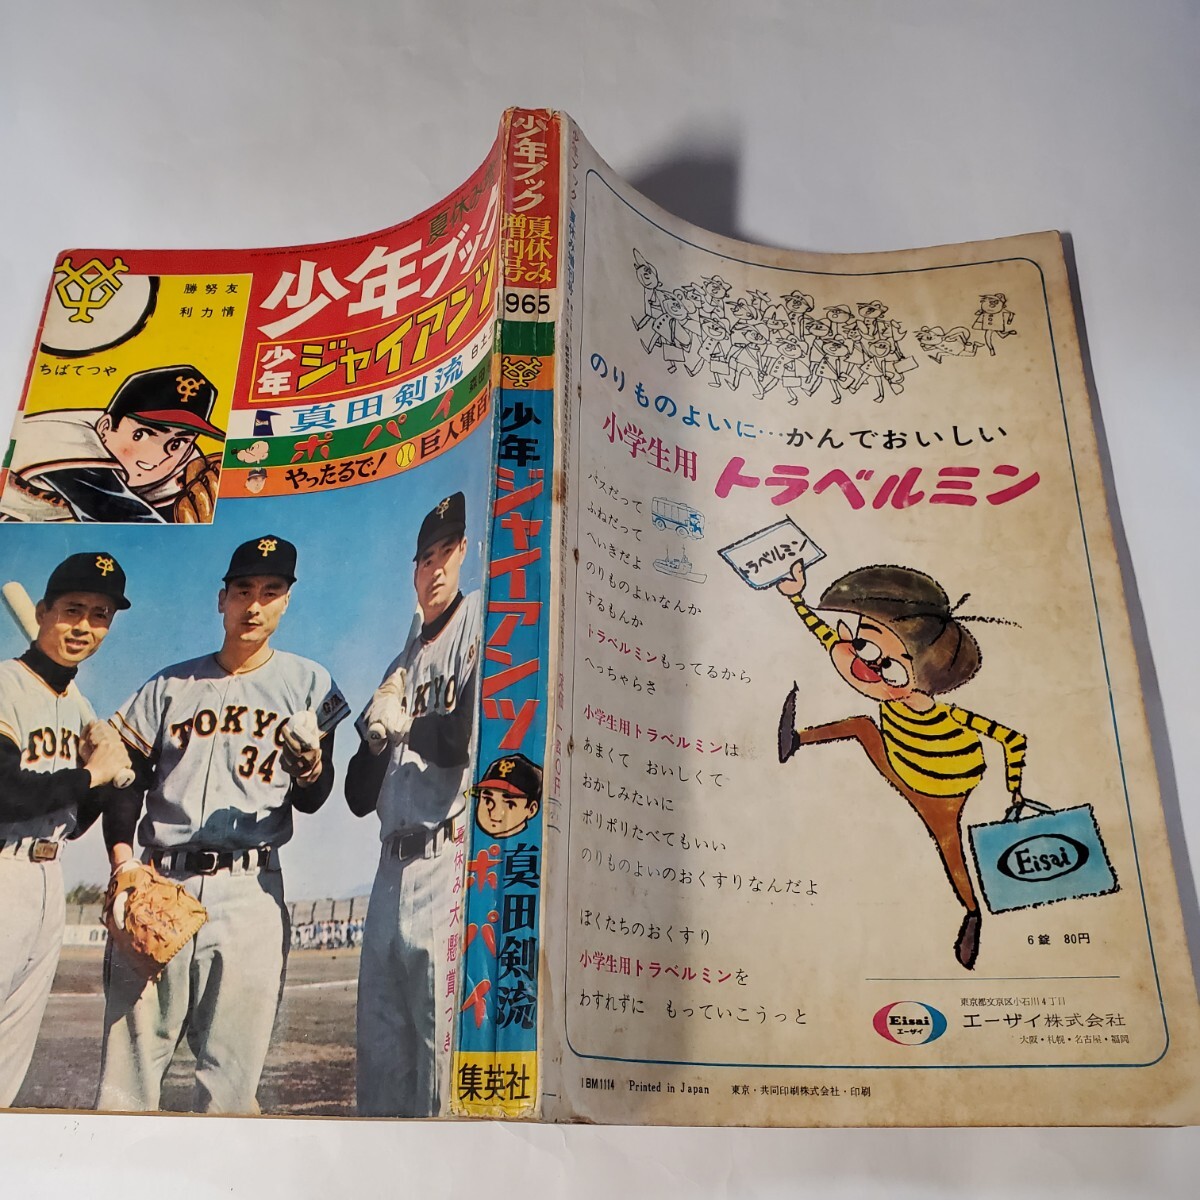 夏休み
少年ブック
友情
努力
勝利
ちばてつや
少年
ジャイアンツ
真田剣流
白土
ポパイ
やったるで!
巨人軍百
TOKY
TOKYO
34
TOKYO
夏休み大懸賞つき
少年ブック
夏休み
増刊号
1965
少年
ジャイアンツ
真田剣流
ポパイ
集英社
のりものよいに…かんでおいしい
小学生用
トラベルミン
バスだって
ふねだって
へいきだよ
のりものよいなんか
するもんか
トラベルミンもってるから
へっちゃらさ
小学生用トラベルミンは
あまくて おいしくて
おかしみたいに
ポリポリたべてもいい
のりものよいのおくすりなんだよ
ぼくたちのおくすり
小学生用トラベルミンを
わすれずに もっていこうっと
トラベルミン
Eisai
6錠 80円
Eisai
エーザイ
東京都文京区小石川4丁目
エーザイ株式会社
大阪・札幌・名古屋・福岡
IBM1114 Printed in Japan 東京・共同印刷株式会社・印刷